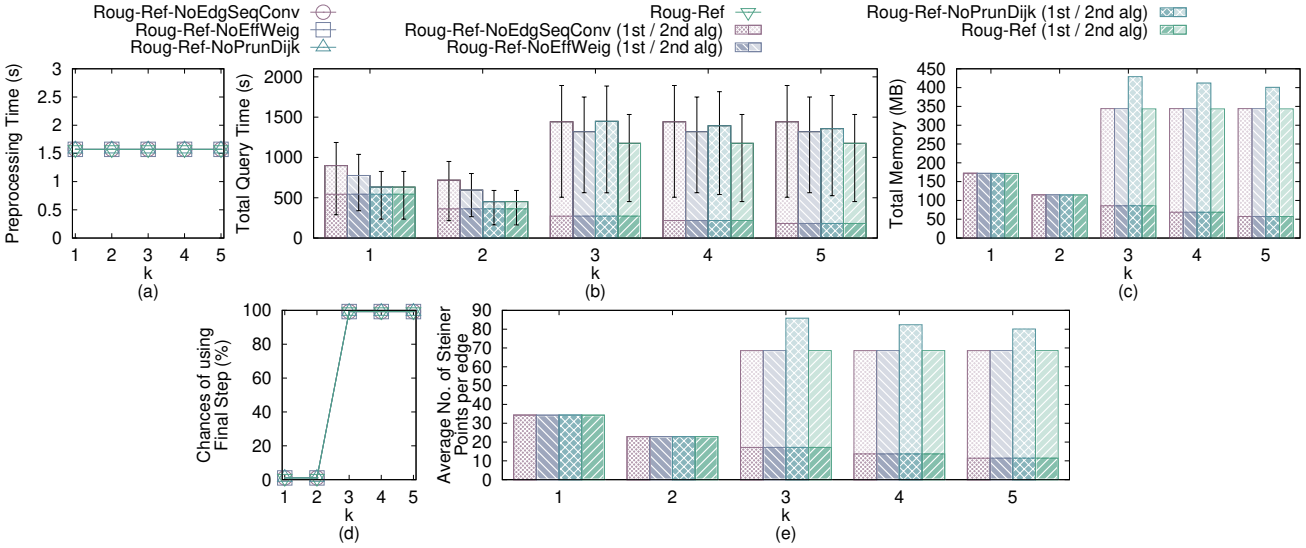 Roug-Ref-NoEdgSeqConv
Roug-Ref-NoEffWeig
Roug-Ref-NoPrunDijk
Roug-Ref
Roug-Ref-NoEdgSeqConv (1st / 2nd alg)
Roug-Ref-NoEffWeig (1st / 2nd alg)
Roug-Ref-NoPrunDijk (1st / 2nd alg)
Roug-Ref (1st / 2nd alg)
Preprocessing Time (s)
3
2.5
2
1.5
1
0.5
0
1 2 3 4 5
k
(a)
Total Query Time (s)
2000
1500
1000
500
0
1 2 3 4 5
k
(b)
Total Memory (MB)
450
400
350
300
250
200
150
100
50
0
1 2 3 4 5
k
(c)
Chances of using
Final Step (%)
100
80
60
40
20
0
1 2 3 4 5
k
(d)
Average No. of Steiner
Points per edge
90
80
70
60
50
40
30
20
10
0
1 2 3 4 5
k
(e)